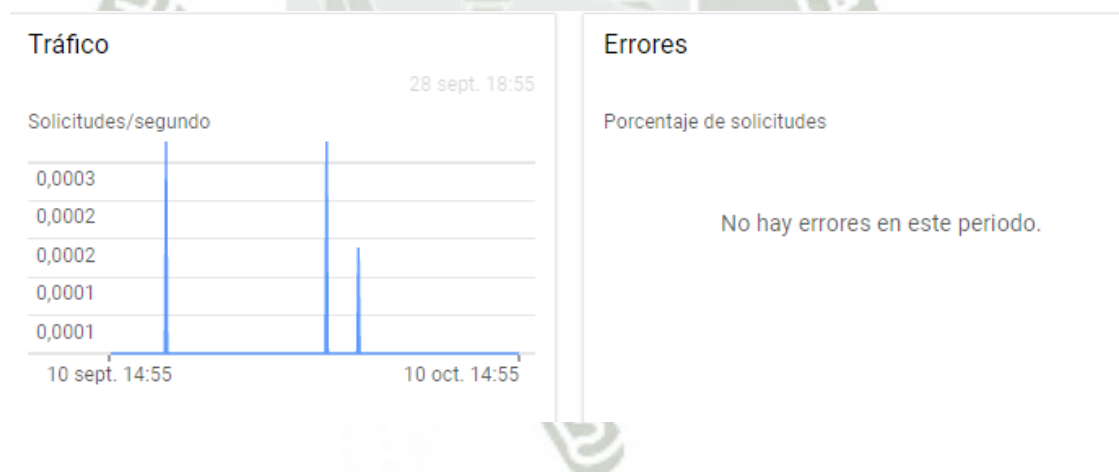 Tráfico
28 sept. 18:55
Solicitudes/segundo
0,0003
0,0002
0,0002
0,0001
0,0001
10 sept. 14:55
10 oct. 14:55
Errores
Porcentaje de solicitudes
No hay errores en este periodo.